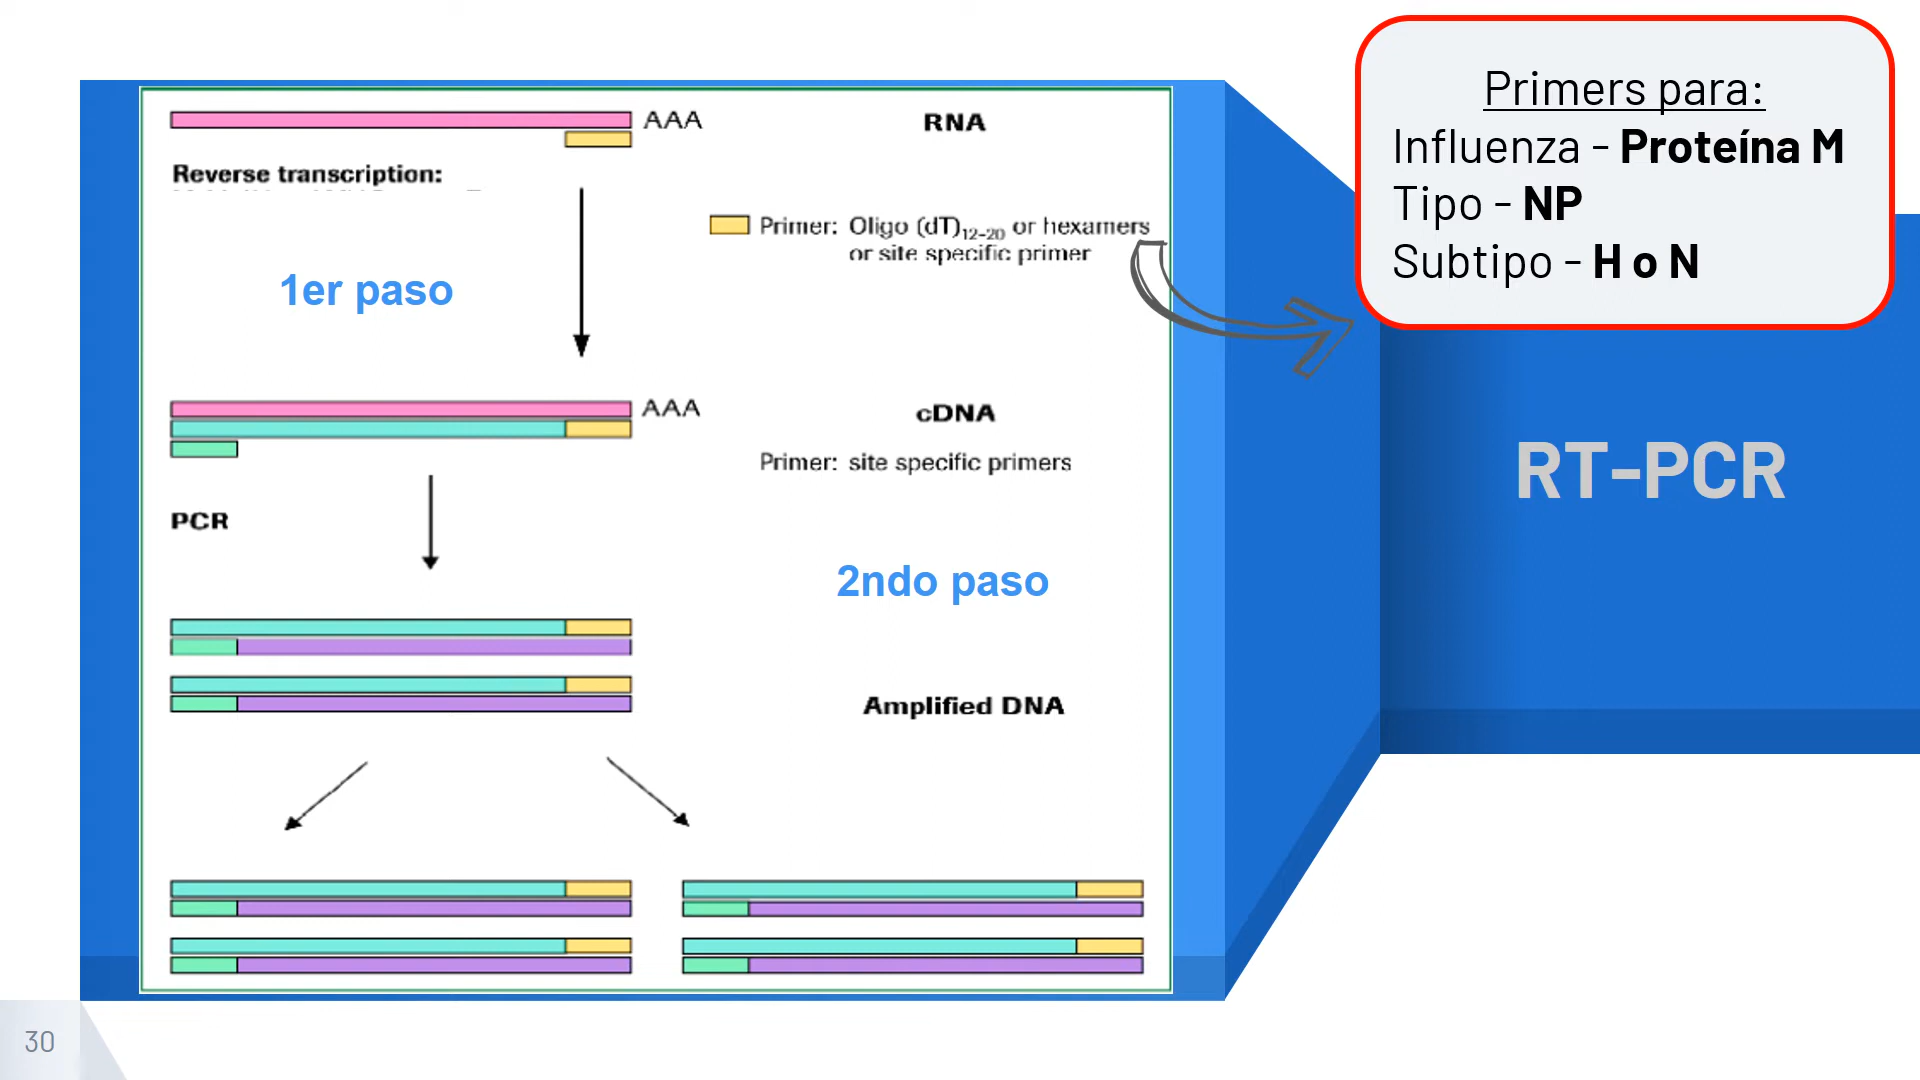 Primers para:
Influenza - Proteína M
Tipo - NP
Subtipo - H o N
AAA
RNA
Reverse transcription:
Primer: Oligo (dT)12-20 or hexamers
or site specific primer
1er paso
AAA
cDNA
Primer: site specific primers
PCR
2ndo paso
Amplified DNA
RT-PCR
30